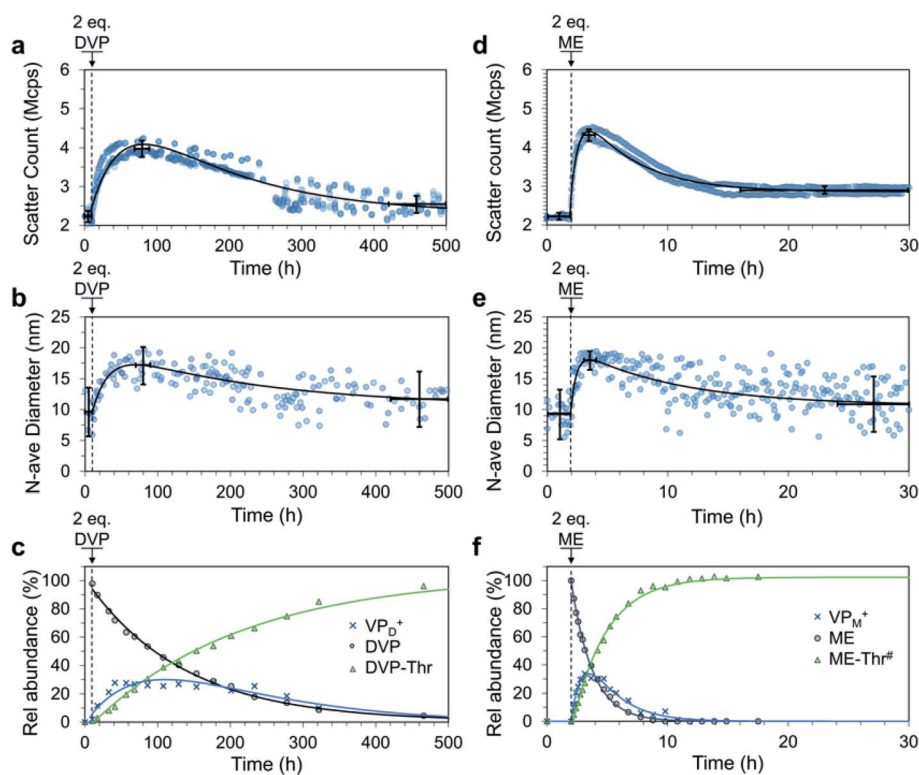 2 eq.
DVP
a
Scatter Count (Mcps)
6
5
4
3
2
0 100 200 300 400 500
Time (h)
2 eq.
ME
d
Scatter Count (Mcps)
6
5
4
3
2
0 10 20 30
Time (h)
2 eq.
DVP
b
N-ave Diameter (nm)
25
20
15
10
5
0
0 100 200 300 400 500
Time (h)
2 eq.
ME
e
N-ave Diameter (nm)
25
20
15
10
5
0
0 10 20 30
Time (h)
2 eq.
DVP
c
Rel abundance (%)
100
80
60
40
20
0
VP_D^+
DVP
DVP-Thr
0 100 200 300 400 500
Time (h)
2 eq.
ME
f
Rel abundance (%)
100
80
60
40
20
0
VP_M^+
ME
ME-Thr^#
0 10 20 30
Time (h)